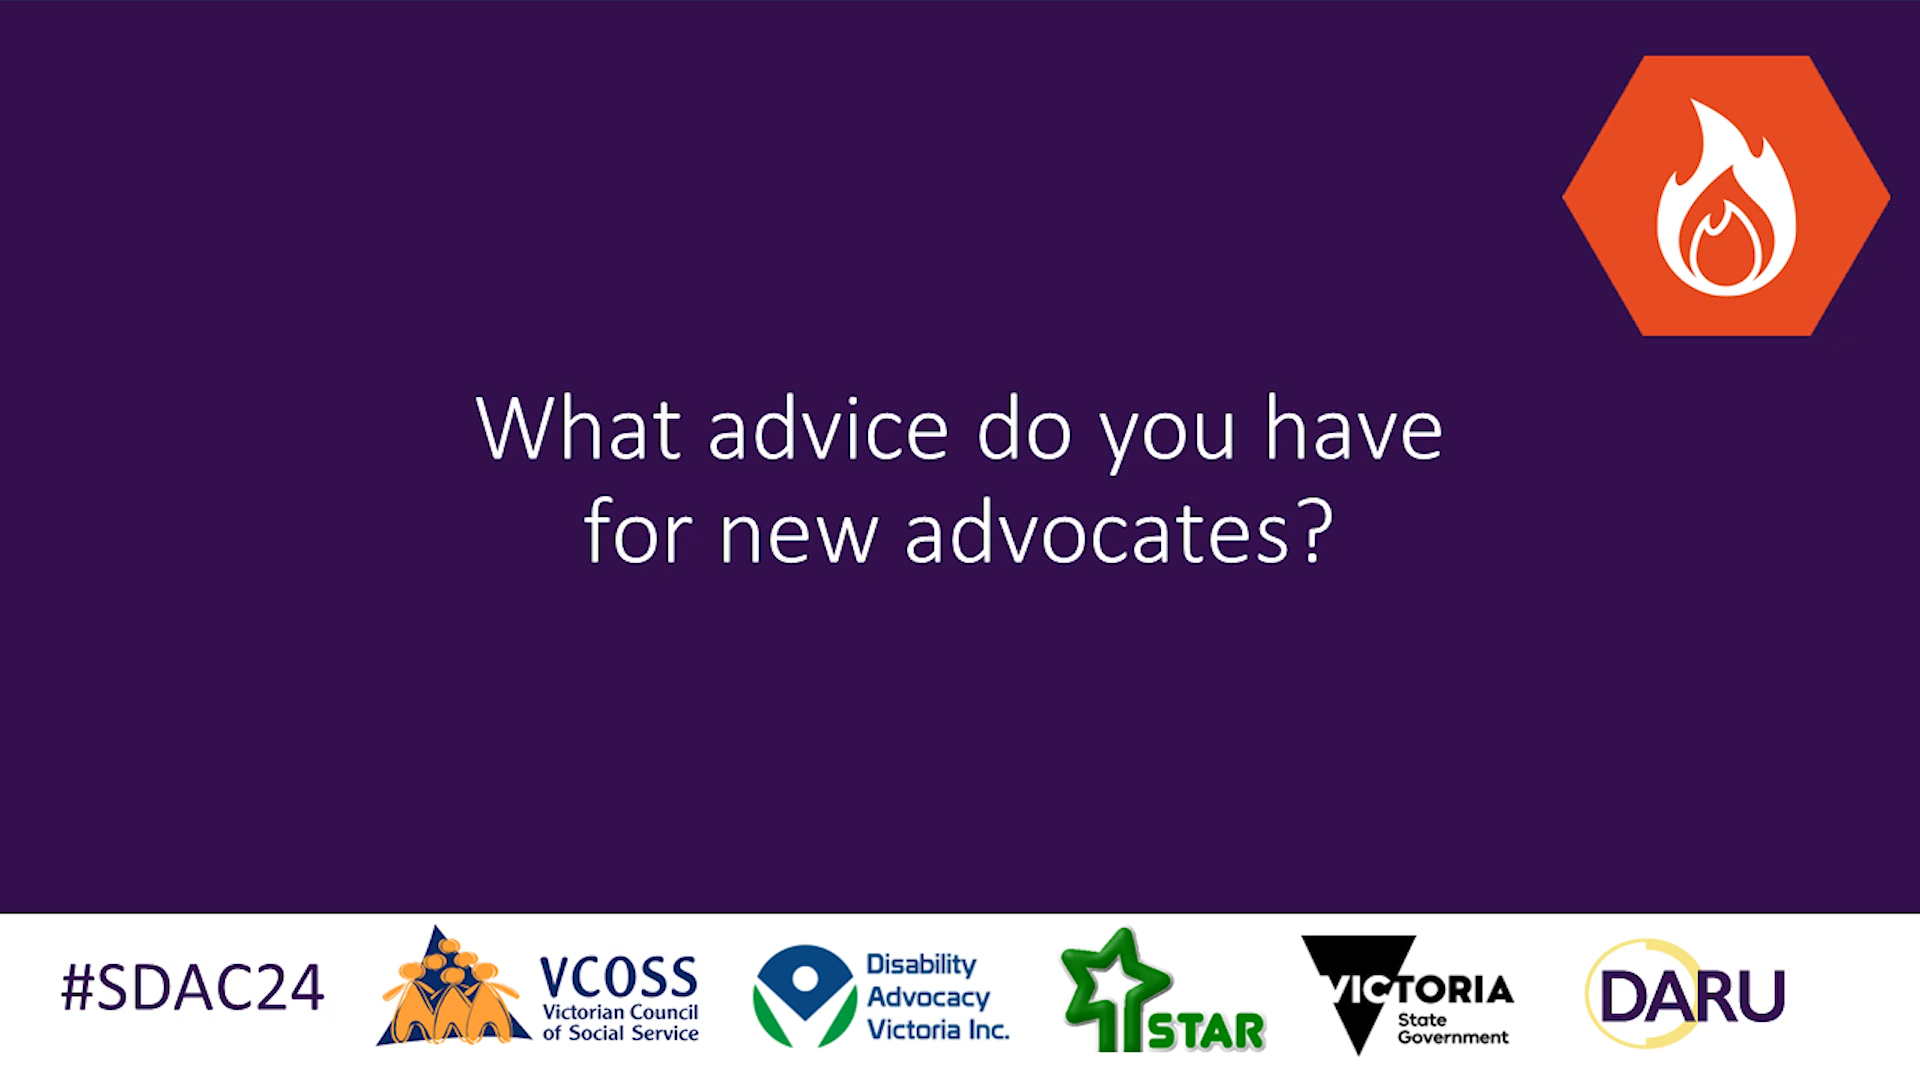 What advice do you have
for new advocates?
#SDAC24
VCOSS
Victorian Council
of Social Service
Disability
Advocacy
Victoria Inc.
STAR
VICTORIA
State
Government
DARU